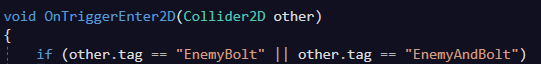 void OnTriggerEnter2D(Collider2D other)
{
if (other.tag == "EnemyBolt" || other.tag == "EnemyAndBolt")